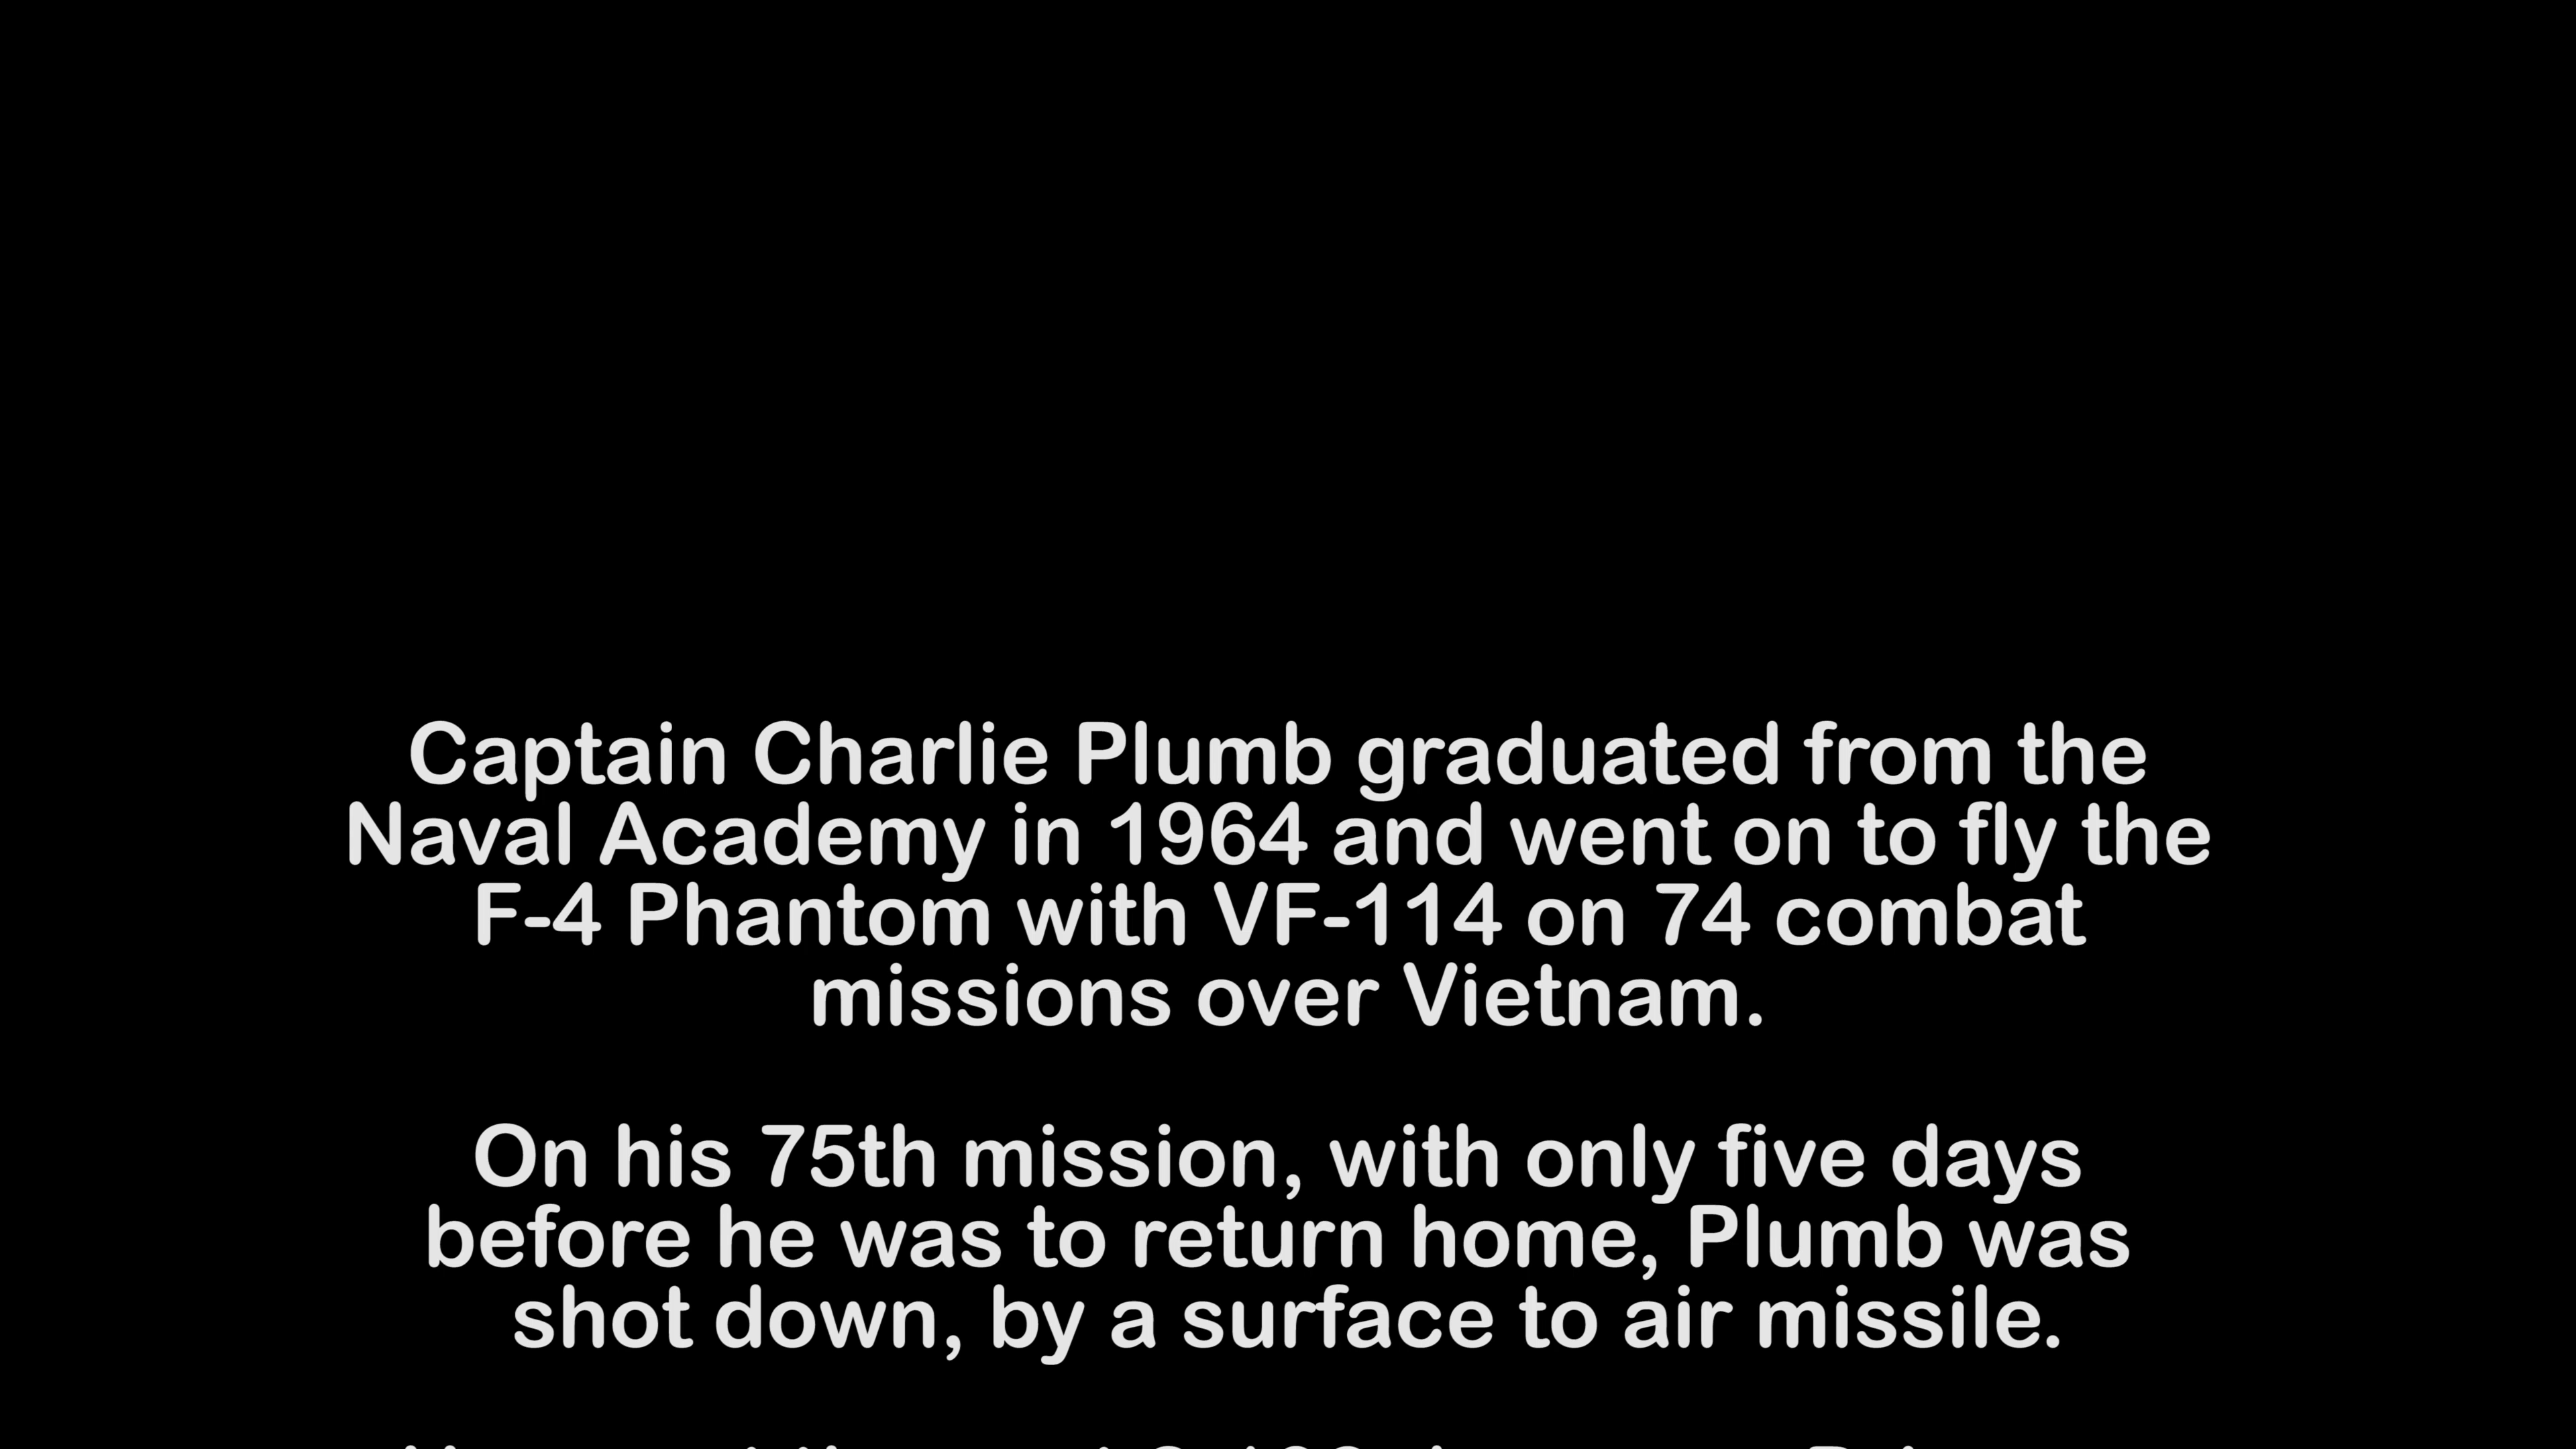 Captain Charlie Plumb graduated from the
Naval Academy in 1964 and went on to fly the
F-4 Phantom with VF-114 on 74 combat
missions over Vietnam.
On his 75th mission, with only five days
before he was to return home, Plumb was
shot down, by a surface to air missile.